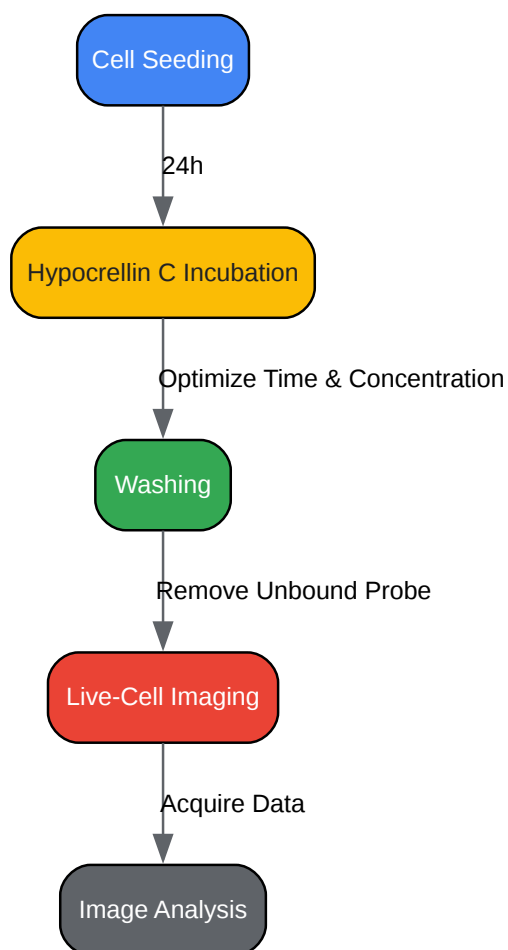 Cell Seeding
24h
Hypocrellin C Incubation
Optimize Time & Concentration
Washing
Remove Unbound Probe
Live-Cell Imaging
Acquire Data
Image Analysis